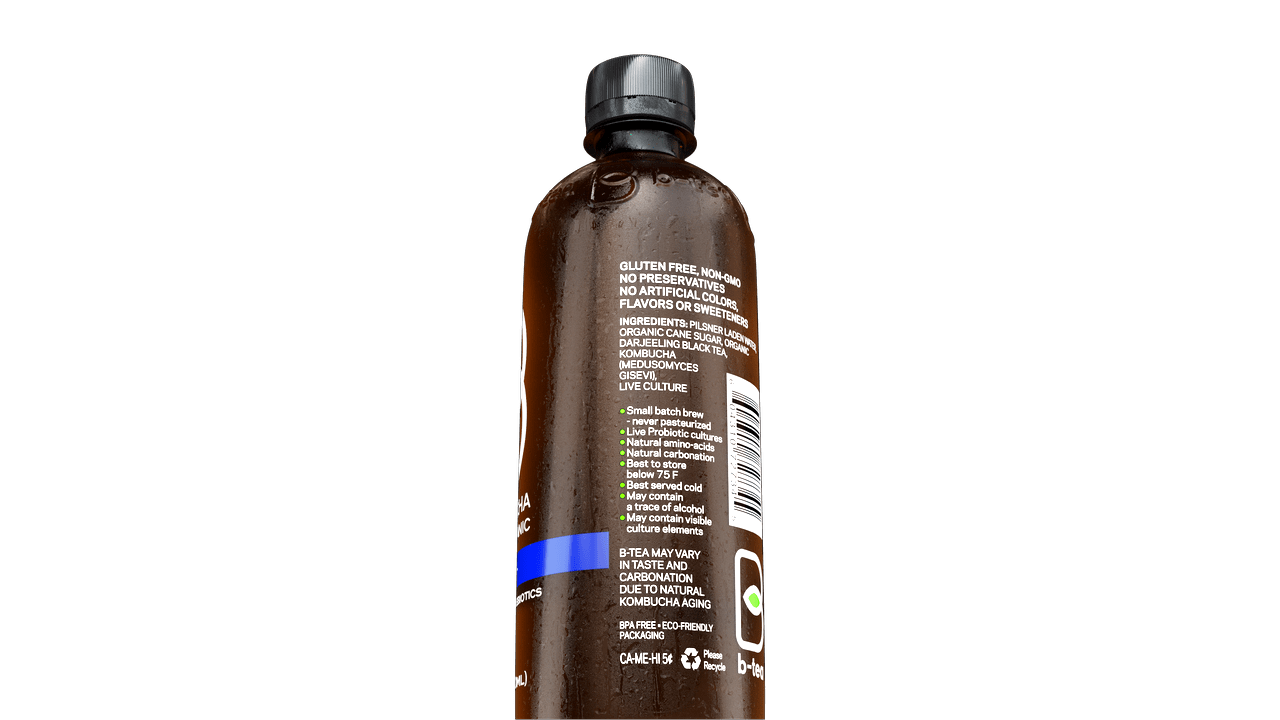 GLUTEN FREE, NON-GMO
NO PRESERVATIVES
NO ARTIFICIAL COLORS,
FLAVORS OR SWEETENERS
INGREDIENTS: PILSNER LADEN WATER,
ORGANIC CANE SUGAR, ORGANIC
DARJEELING BLACK TEA,
KOMBUCHA
(MEDUSOMYCES
GISEVI),
LIVE CULTURE
Small batch brew
- never pasteurized
Live Probiotic cultures
Natural amino-acids
Natural carbonation
Best to store
below 75 F
Best served cold
May contain
a trace of alcohol
May contain visible
culture elements
B-TEA MAY VARY
IN TASTE AND
CARBONATION
DUE TO NATURAL
KOMBUCHA AGING
BPA FREE • ECO-FRIENDLY
PACKAGING
CA-ME-HI 5¢
Please
Recycle
b-tea